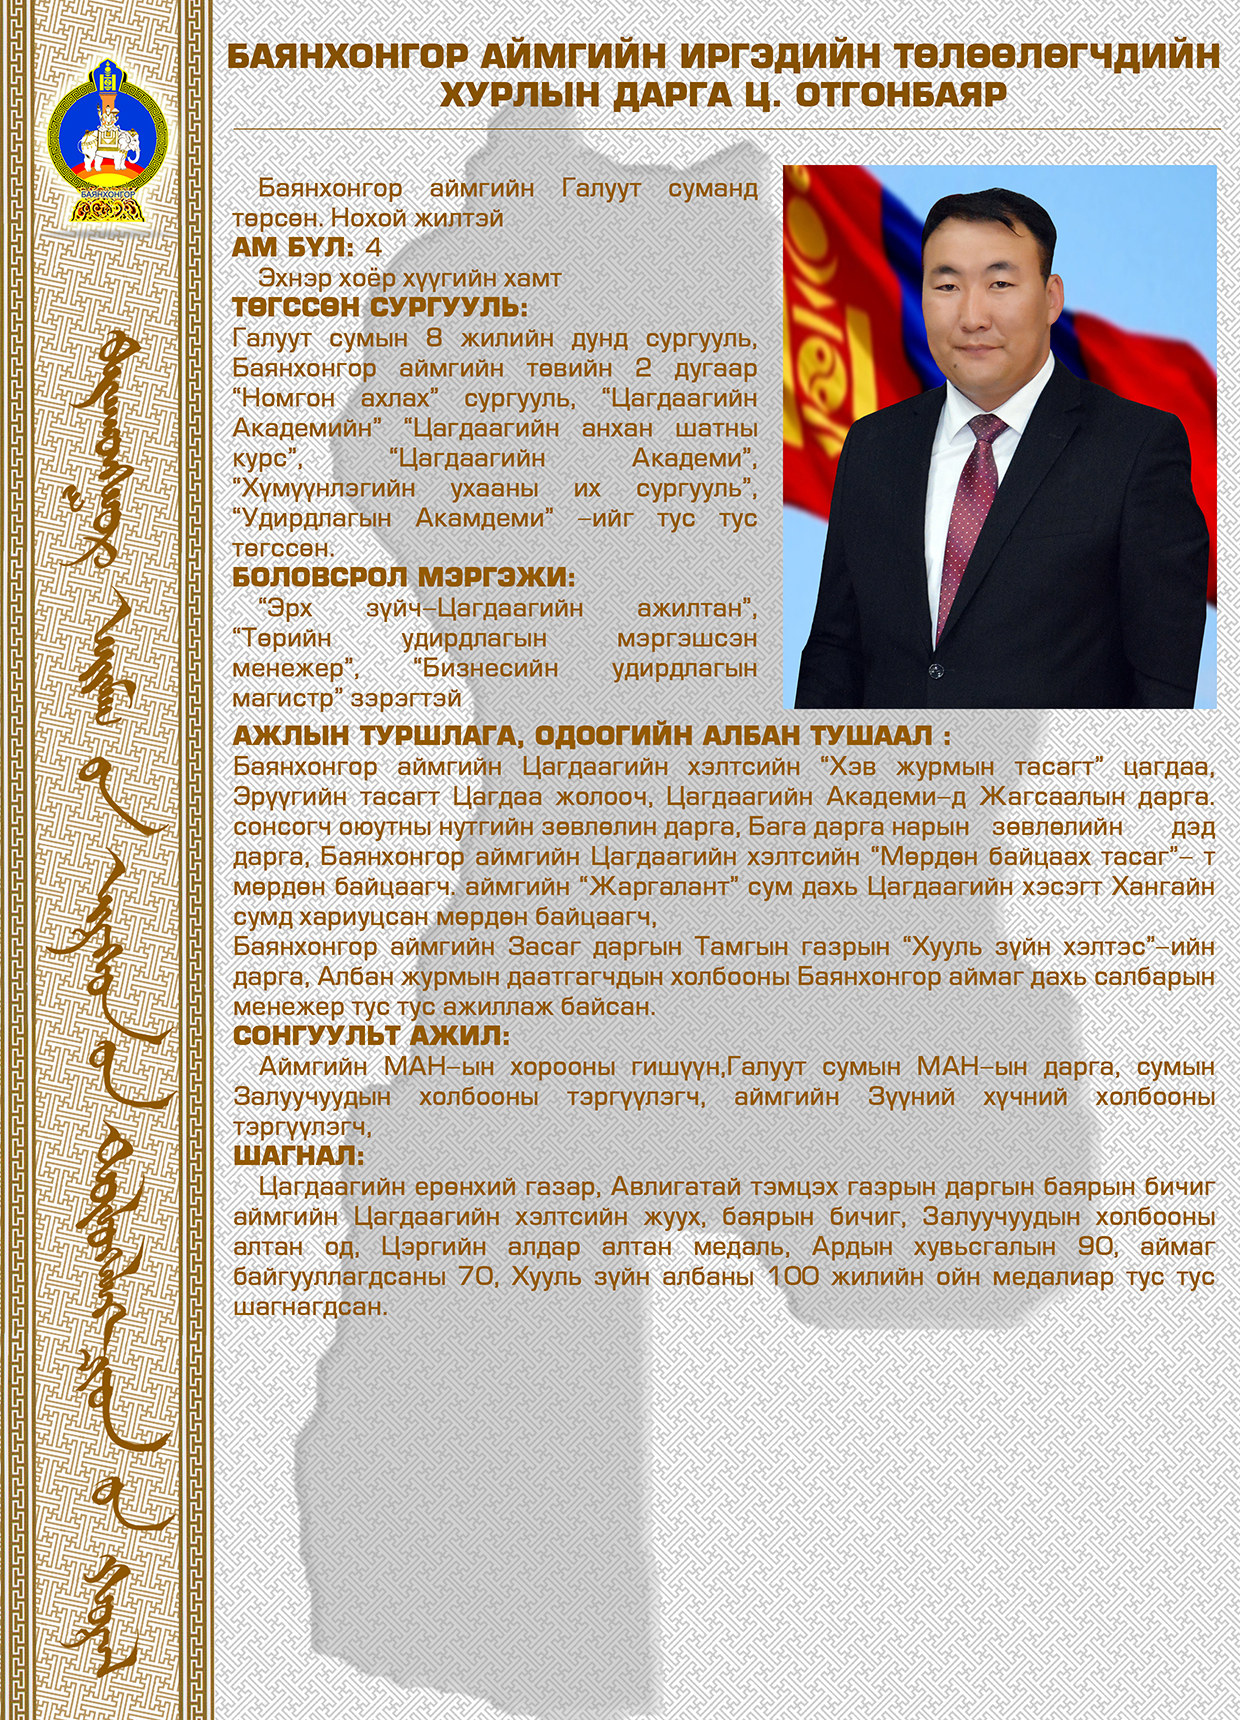 БАЯНХОНГОР АЙМГИЙН ИРГЭДИЙН ТӨЛӨӨЛӨГЧДИЙН
ХУРЛЫН ДАРГА Ц. ОТГОНБАЯР
БАЯНХОНГОР
Баянхонгор аймгийн Галуут суманд
төрсөн. Нохой жилтэй
АМ БҮЛ: 4
Эхнэр хоёр хүүгийн хамт
ТӨГССӨН СУРГУУЛЬ:
Галуут сумын 8 жилийн дунд сургууль,
Баянхонгор аймгийн төвийн 2 дугаар
“Номгон ахлах” сургууль, “Цагдаагийн
Академийн” “Цагдаагийн анхан шатны
курс”, “Цагдаагийн Академи”,
“Хүмүүнлэгийн ухааны их сургууль”,
“Удирдлагын Акамдеми” –ийг тус тус
төгссөн.
БОЛОВСРОЛ МЭРГЭЖИ:
“Эрх зүйч–Цагдаагийн ажилтан”,
“Төрийн удирдлагын мэргэшсэн
менежер”, “Бизнесийн удирдлагын
магистр” зэрэгтэй
АЖЛЫН ТУРШЛАГА, ОДООГИЙН АЛБАН ТУШААЛ :
Баянхонгор аймгийн Цагдаагийн хэлтсийн “Хэв журмын тасагт” цагдаа,
Эрүүгийн тасагт Цагдаа жолооч, Цагдаагийн Академи–д Жагсаалын дарга.
сонсогч оюутны нутгийн зөвлөлин дарга, Бага дарга нарын зөвлөлийн дэд
дарга, Баянхонгор аймгийн Цагдаагийн хэлтсийн “Мөрдөн байцаах тасаг”– т
мөрдөн байцаагч. аймгийн “Жаргалант” сум дахь Цагдаагийн хэсэгт Хангайн
сумд хариуцсан мөрдөн байцаагч,
Баянхонгор аймгийн Засаг даргын Тамгын газрын “Хууль зүйн хэлтэс”–ийн
дарга, Албан журмын даатгагчдын холбооны Баянхонгор аймаг дахь салбарын
менежер тус тус ажиллаж байсан.
СОНГУУЛЬТ АЖИЛ:
Аймгийн МАН–ын хорооны гишүүн,Галуут сумын МАН–ын дарга, сумын
Залуучуудын холбооны тэргүүлэгч, аймгийн Зүүний хүчний холбооны
тэргүүлэгч,
ШАГНАЛ:
Цагдаагийн ерөнхий газар, Авлигатай тэмцэх газрын даргын баярын бичиг
аймгийн Цагдаагийн хэлтсийн жуух, баярын бичиг, Залуучуудын холбооны
алтан од, Цэргийн алдар алтан медаль, Ардын хувьсгалын 90, аймаг
байгууллагдсаны 70, Хууль зүйн албаны 100 жилийн ойн медалиар тус тус
шагнагдсан.